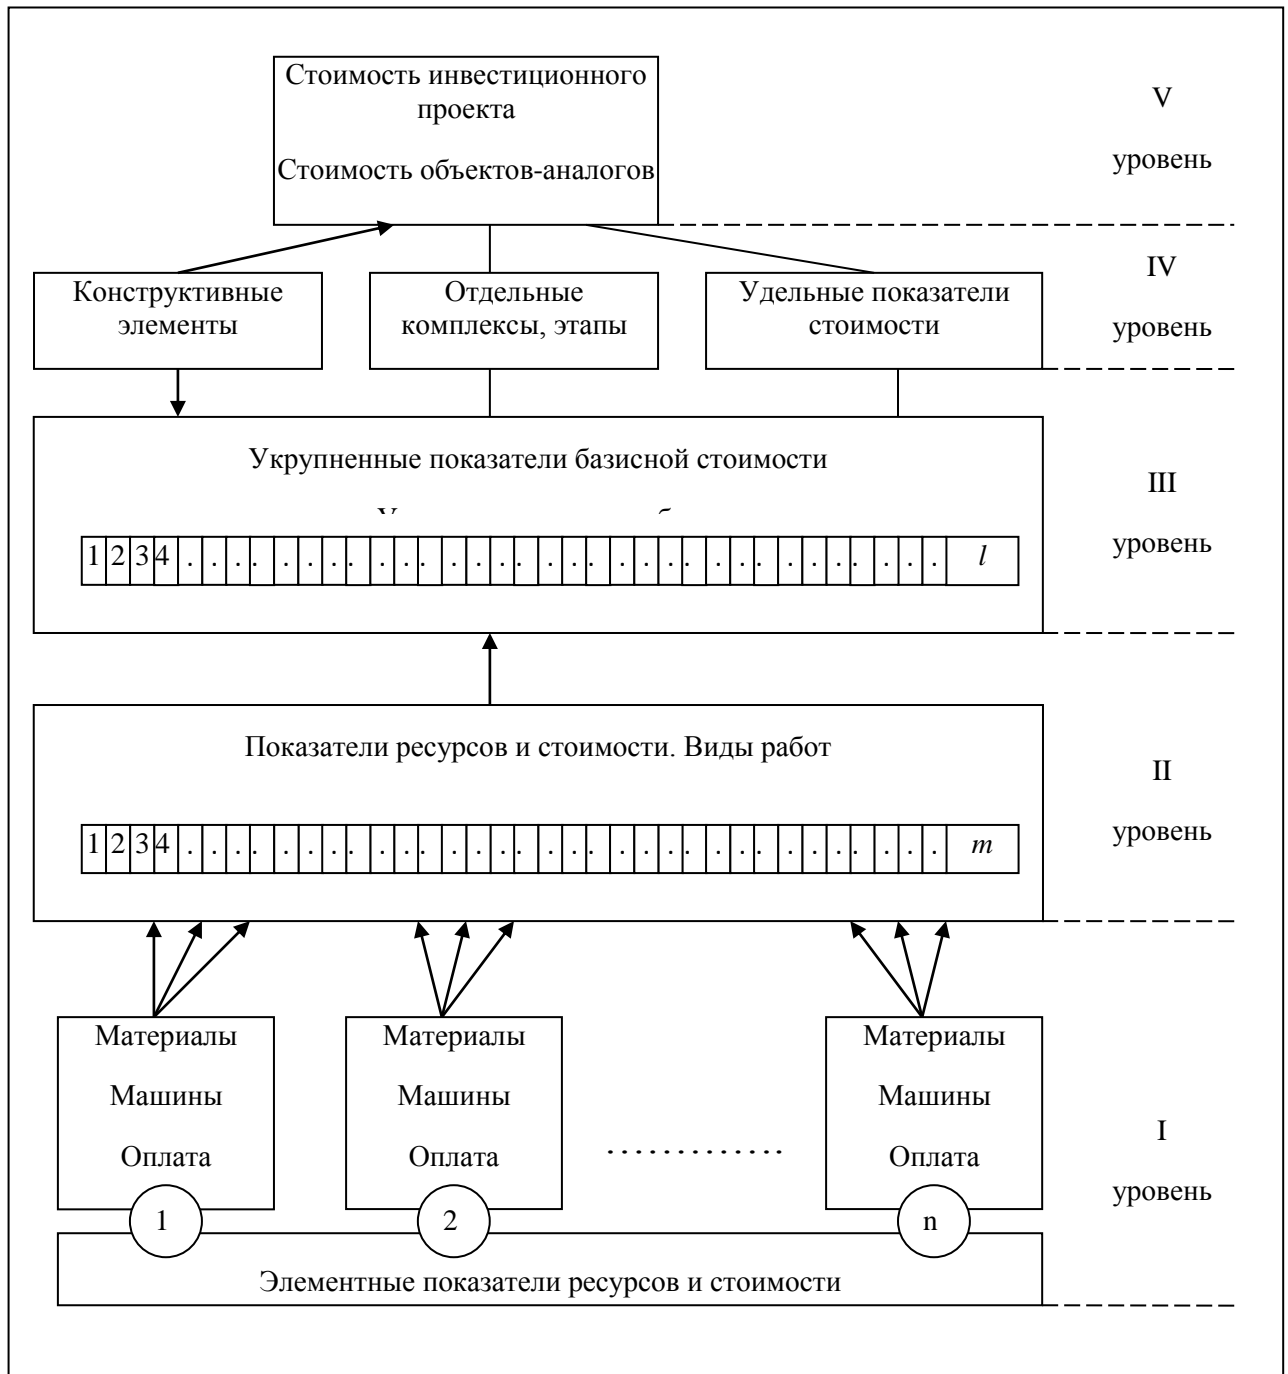 Стоимость инвестиционного
проекта
Стоимость объектов-аналогов
V
уровень
Конструктивные
элементы
Отдельные
комплексы, этапы
Удельные показатели
стоимости
IV
уровень
Укрупненные показатели базисной стоимости
1 2 3 4 . . . . . . . . . . . . . . . . . . . . . . . . . . . . . . . . l
III
уровень
Показатели ресурсов и стоимости. Виды работ
1 2 3 4 . . . . . . . . . . . . . . . . . . . . . . . . . . . . . . . . m
II
уровень
Материалы
Машины
Оплата
1
Материалы
Машины
Оплата
2
.............
Материалы
Машины
Оплата
n
Элементные показатели ресурсов и стоимости
I
уровень